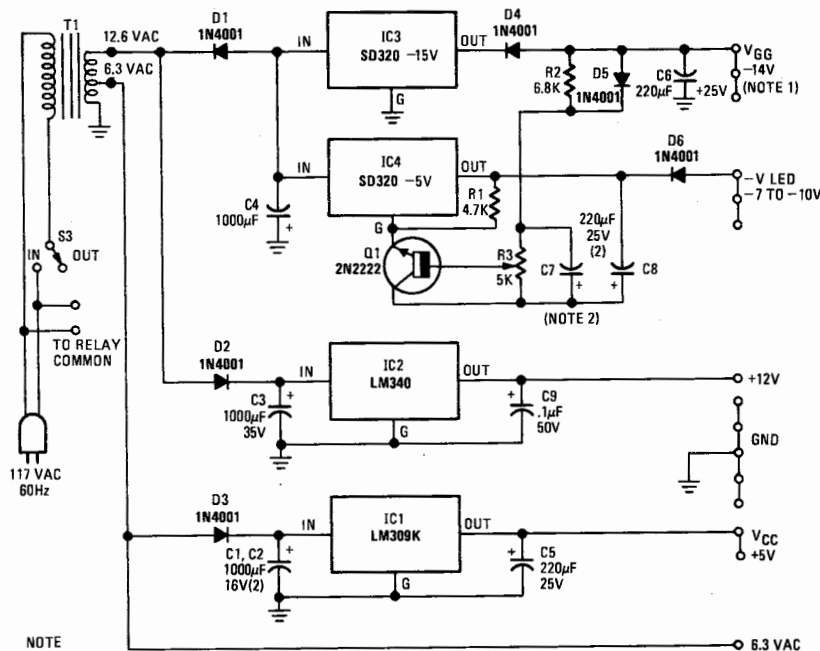 T1
12.6 VAC
6.3 VAC
D1
1N4001
IN
IC3
SD320 −15V
G
OUT
D4
1N4001
R2
6.8K
D5
1N4001
C6
220µF
+25V
VGG
−14V
(NOTE 1)
IN
IC4
SD320 −5V
G
OUT
R1
4.7K
D6
1N4001
−V LED
−7 TO −10V
C4
1000µF
+
Q1
2N2222
R3
5K
220µF
25V
(2)
C7
+
C8
+
(NOTE 2)
S3
IN
OUT
TO RELAY
COMMON
117 VAC
60Hz
D2
1N4001
IN
IC2
LM340
G
OUT
C3
1000µF
35V
+
+
C9
.1µF
50V
+12V
GND
D3
1N4001
IN
IC1
LM309K
G
OUT
C1, C2
1000µF
16V(2)
+
+
C5
220µF
25V
VCC
+5V
NOTE
6.3 VAC